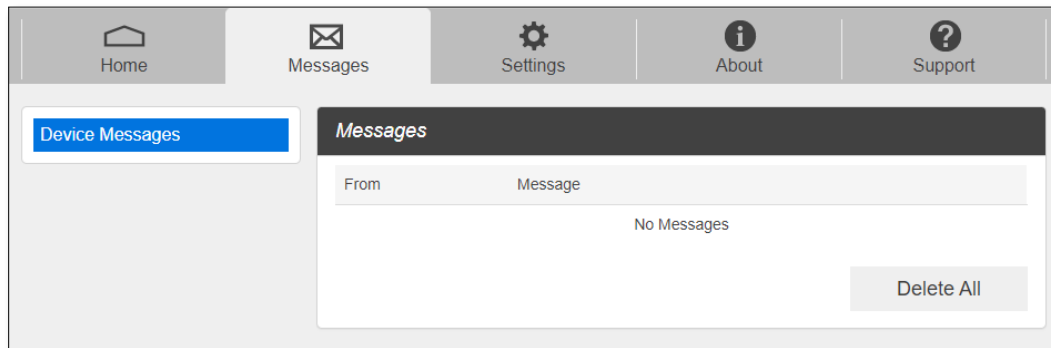 Home Messages Settings About Support
Device Messages
Messages
From Message
No Messages
Delete All